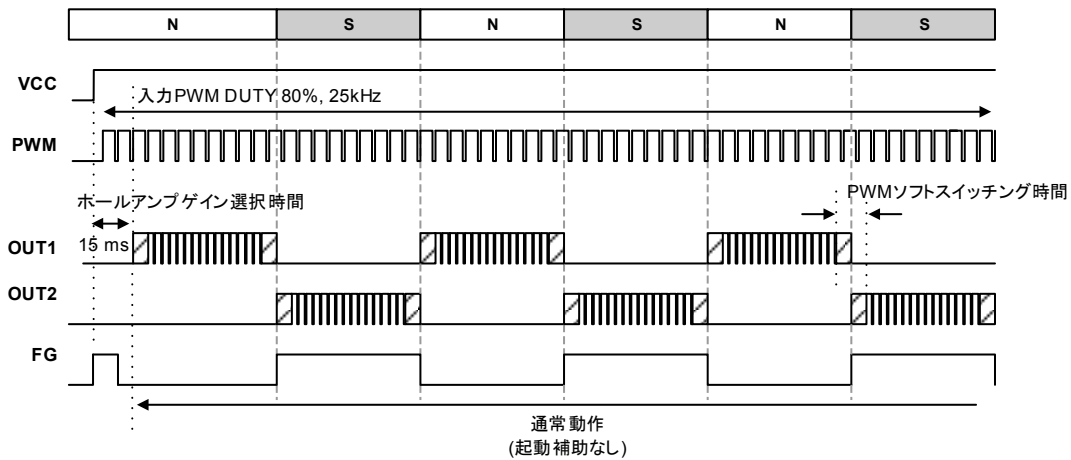 N S N S N S
VCC
入力PWM DUTY 80%, 25kHz
PWM
ホールアンプゲイン選択時間
PWMソフトスイッチング時間
15 ms
OUT1
OUT2
FG
通常動作
(起動補助なし)